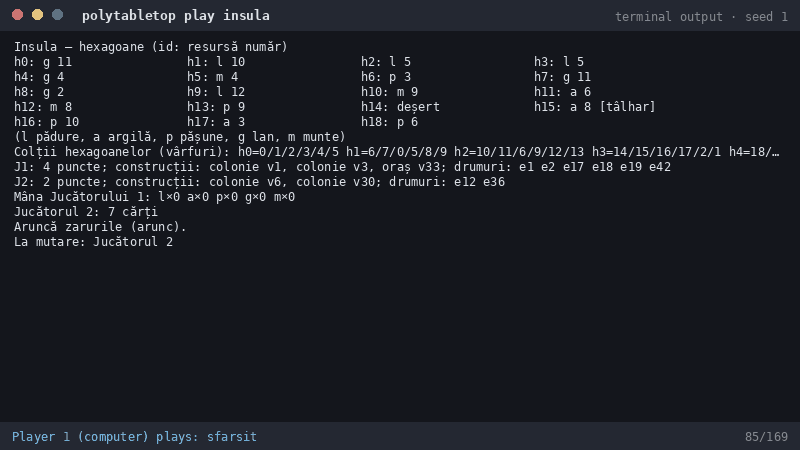 polytabletop play insula
terminal output · seed 1
Insula — hexagoane (id: resursă număr)
h0: g 11 h1: l 10 h2: l 5 h3: l 5
h4: g 4 h5: m 4 h6: p 3 h7: g 11
h8: g 2 h9: l 12 h10: m 9 h11: a 6
h12: m 8 h13: p 9 h14: deșert h15: a 8 [tâlhar]
h16: p 10 h17: a 3 h18: p 6
(l pădure, a argilă, p pășune, g lan, m munte)
Colții hexagoanelor (vârfuri): h0=0/1/2/3/4/5 h1=6/7/0/5/8/9 h2=10/11/6/9/12/13 h3=14/15/16/17/2/1 h4=18/…
J1: 4 puncte; construcții: colonie v1, colonie v3, oraș v33; drumuri: e1 e2 e17 e18 e19 e42
J2: 2 puncte; construcții: colonie v6, colonie v30; drumuri: e12 e36
Mâna Jucătorului 1: l×0 a×0 p×0 g×0 m×0
Jucătorul 2: 7 cărți
Aruncă zarurile (arunc).
La mutare: Jucătorul 2
Player 1 (computer) plays: sfarsit
85/169